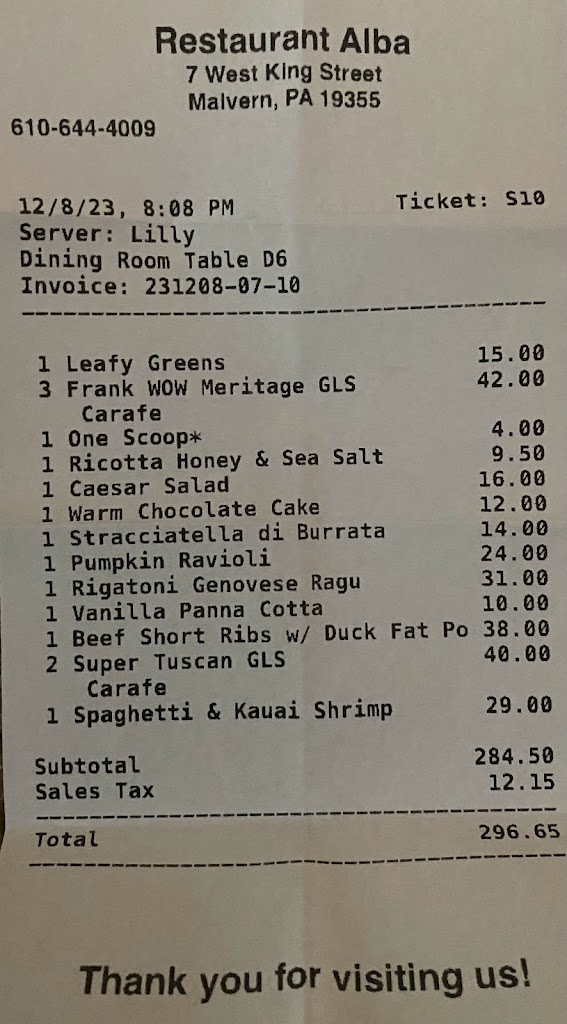 Restaurant Alba
7 West King Street
Malvern, PA 19355
610-644-4009
12/8/23, 8:08 PM Ticket: S10
Server: Lilly
Dining Room Table D6
Invoice: 231208-07-10
1 Leafy Greens 15.00
3 Frank WOW Meritage GLS 42.00
Carafe
1 One Scoop* 4.00
1 Ricotta Honey & Sea Salt 9.50
1 Caesar Salad 16.00
1 Warm Chocolate Cake 12.00
1 Stracciatella di Burrata 14.00
1 Pumpkin Ravioli 24.00
1 Rigatoni Genovese Ragu 31.00
1 Vanilla Panna Cotta 10.00
1 Beef Short Ribs w/ Duck Fat Po 38.00
2 Super Tuscan GLS 40.00
Carafe
1 Spaghetti & Kauai Shrimp 29.00
Subtotal 284.50
Sales Tax 12.15
Total 296.65
Thank you for visiting us!